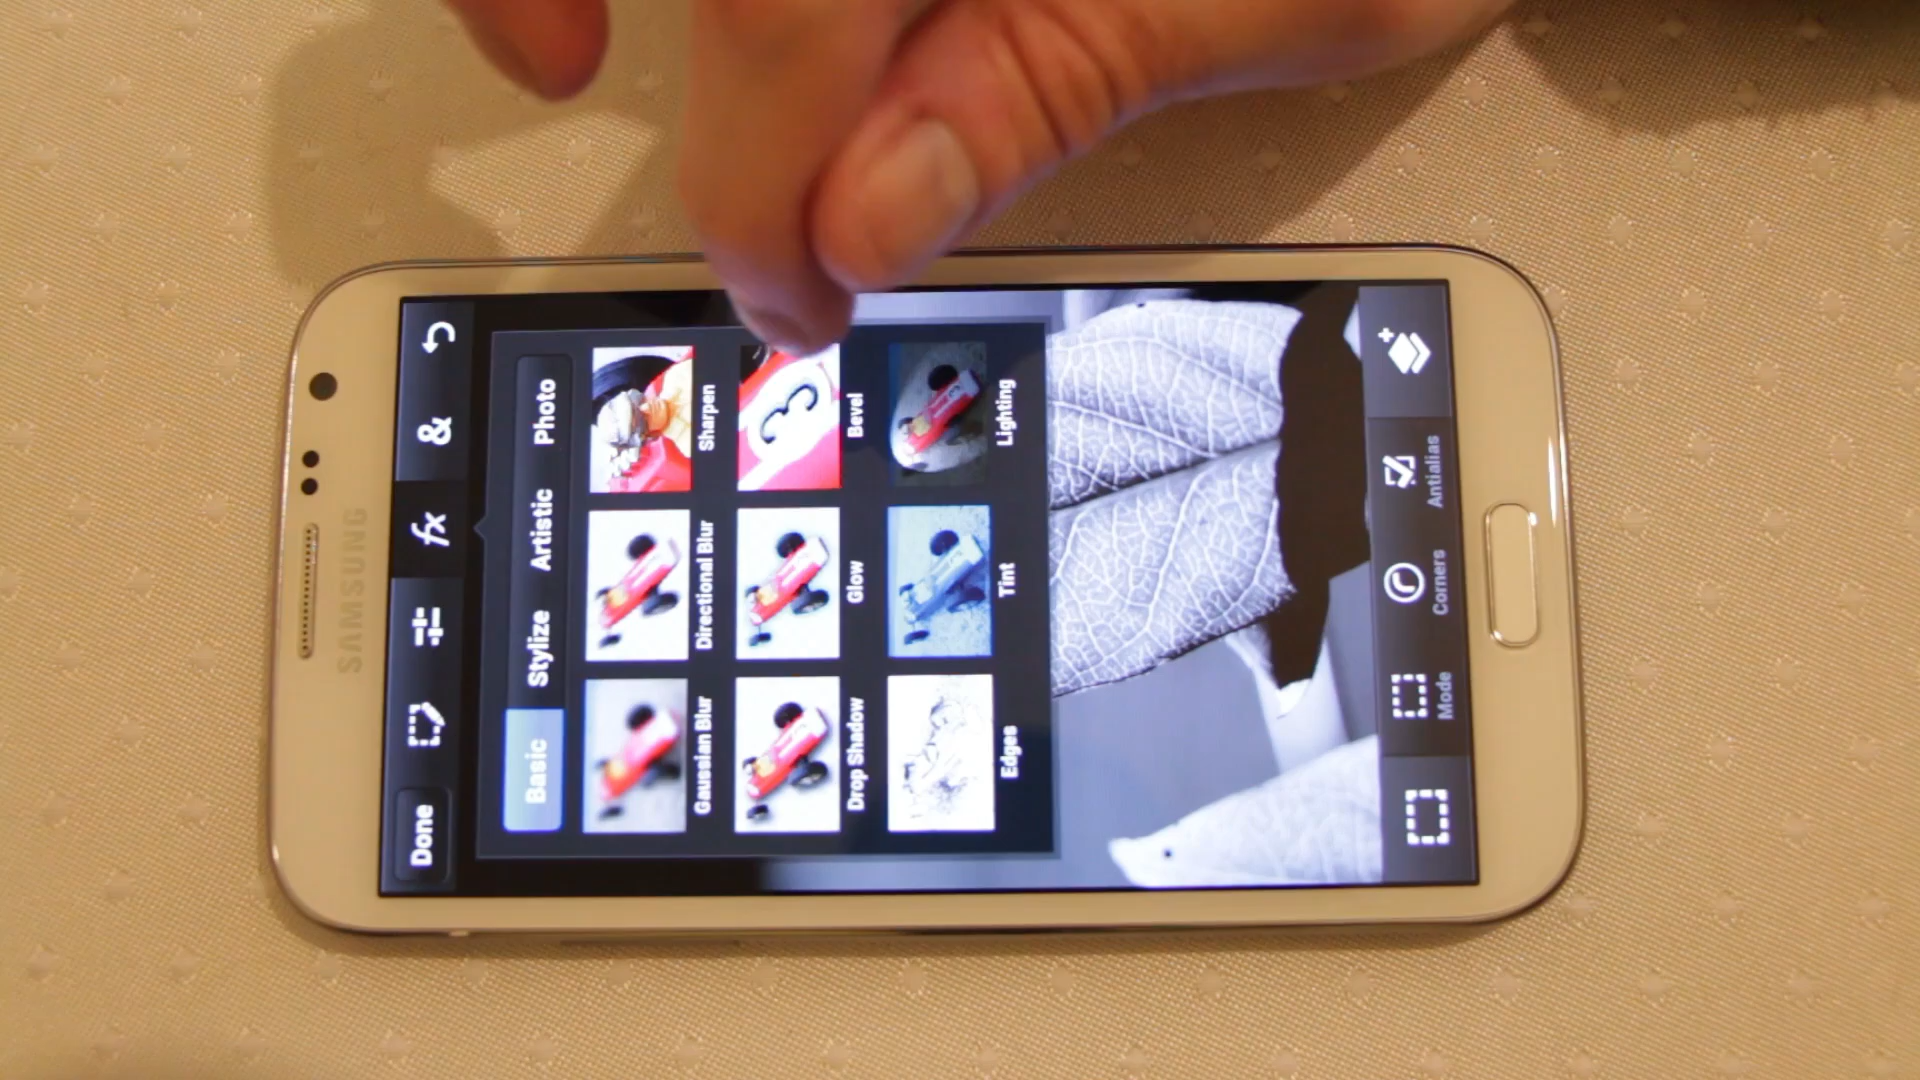 SAMSUNG
Done
&
fx
Basic
Stylize
Artistic
Photo
Gaussian Blur
Directional Blur
Sharpen
3
Drop Shadow
Glow
Bevel
Edges
Tint
Lighting
Mode
Corners
Antialias